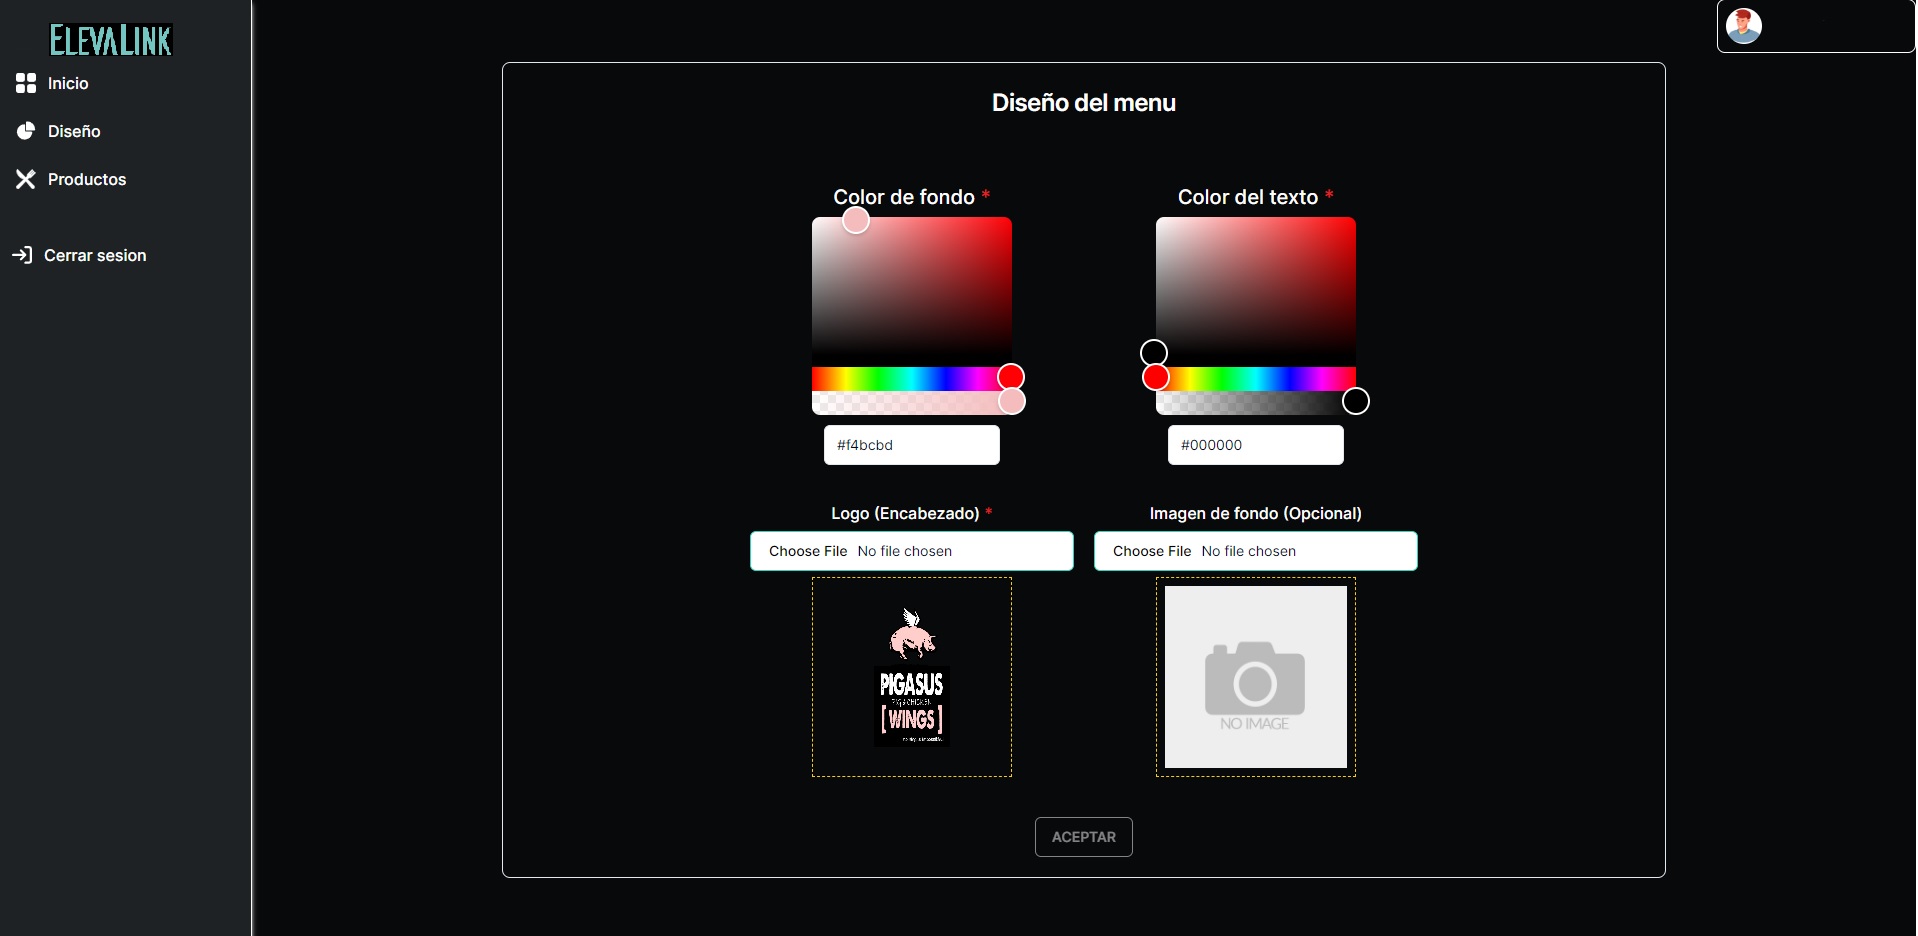 ELEVALINK
Inicio
Diseño
Productos
Cerrar sesion
Diseño del menu
Color de fondo *
Color del texto *
#f4bcbd
#000000
Logo (Encabezado) *
Imagen de fondo (Opcional)
Choose File No file chosen
Choose File No file chosen
PIGASUS
[ WINGS ]
NO IMAGE
ACEPTAR